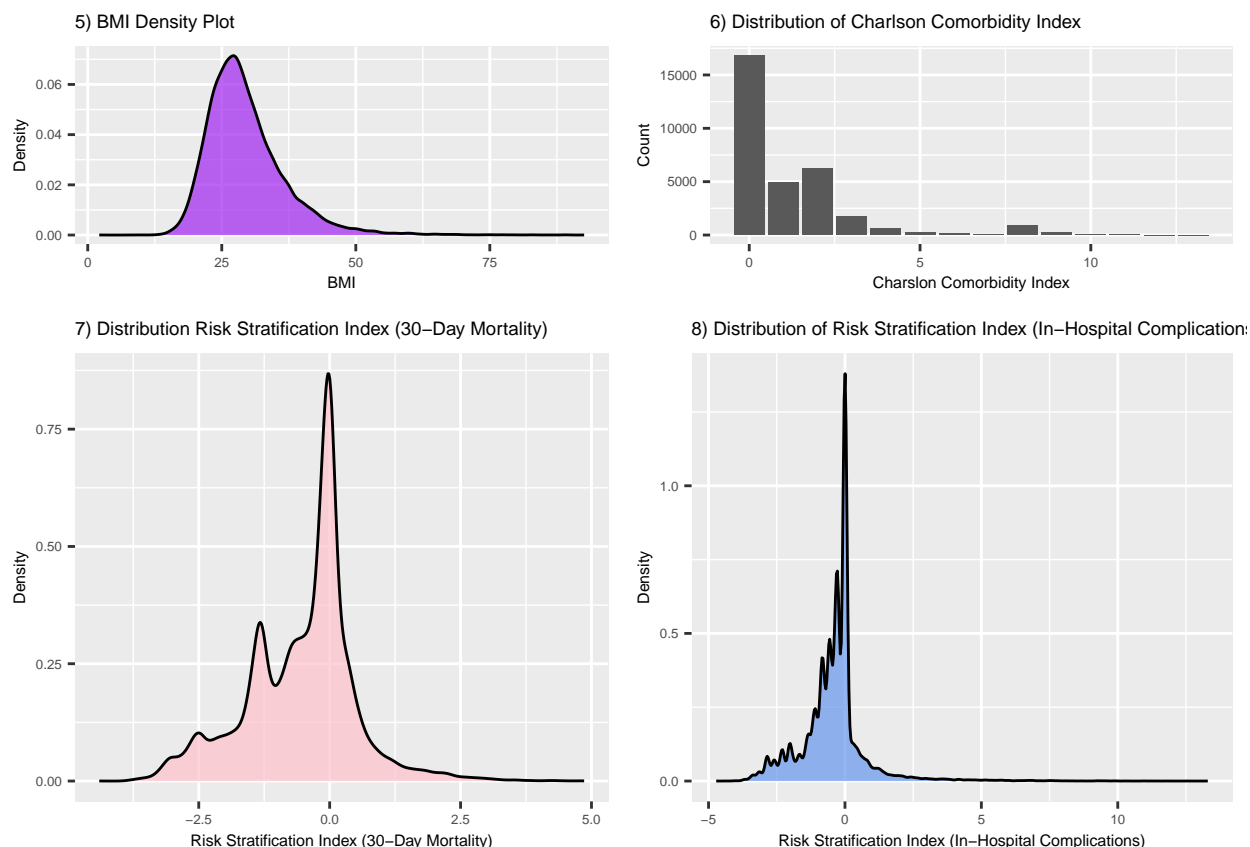 5) BMI Density Plot
0.06
0.04
0.02
0.00
Density
0
25
50
75
BMI
6) Distribution of Charlson Comorbidity Index
15000
10000
5000
0
Count
0
5
10
Charslon Comorbidity Index
7) Distribution Risk Stratification Index (30−Day Mortality)
0.75
0.50
0.25
0.00
Density
−2.5
0.0
2.5
5.0
Risk Stratification Index (30−Day Mortality)
8) Distribution of Risk Stratification Index (In−Hospital Complications
1.0
0.5
0.0
Density
−5
0
5
10
Risk Stratification Index (In−Hospital Complications)